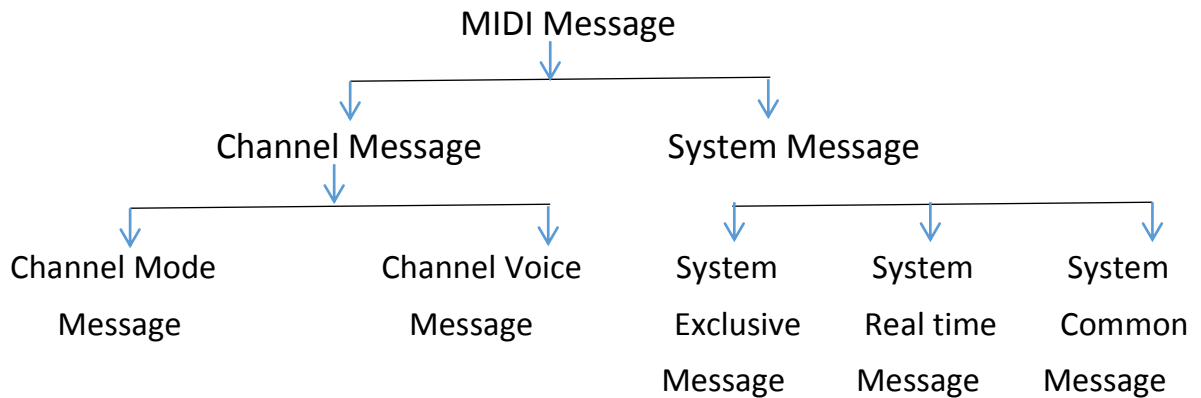 MIDI Message
Channel Message System Message
Channel Mode Channel Voice System System System
Message Message Exclusive Real time Common
Message Message Message